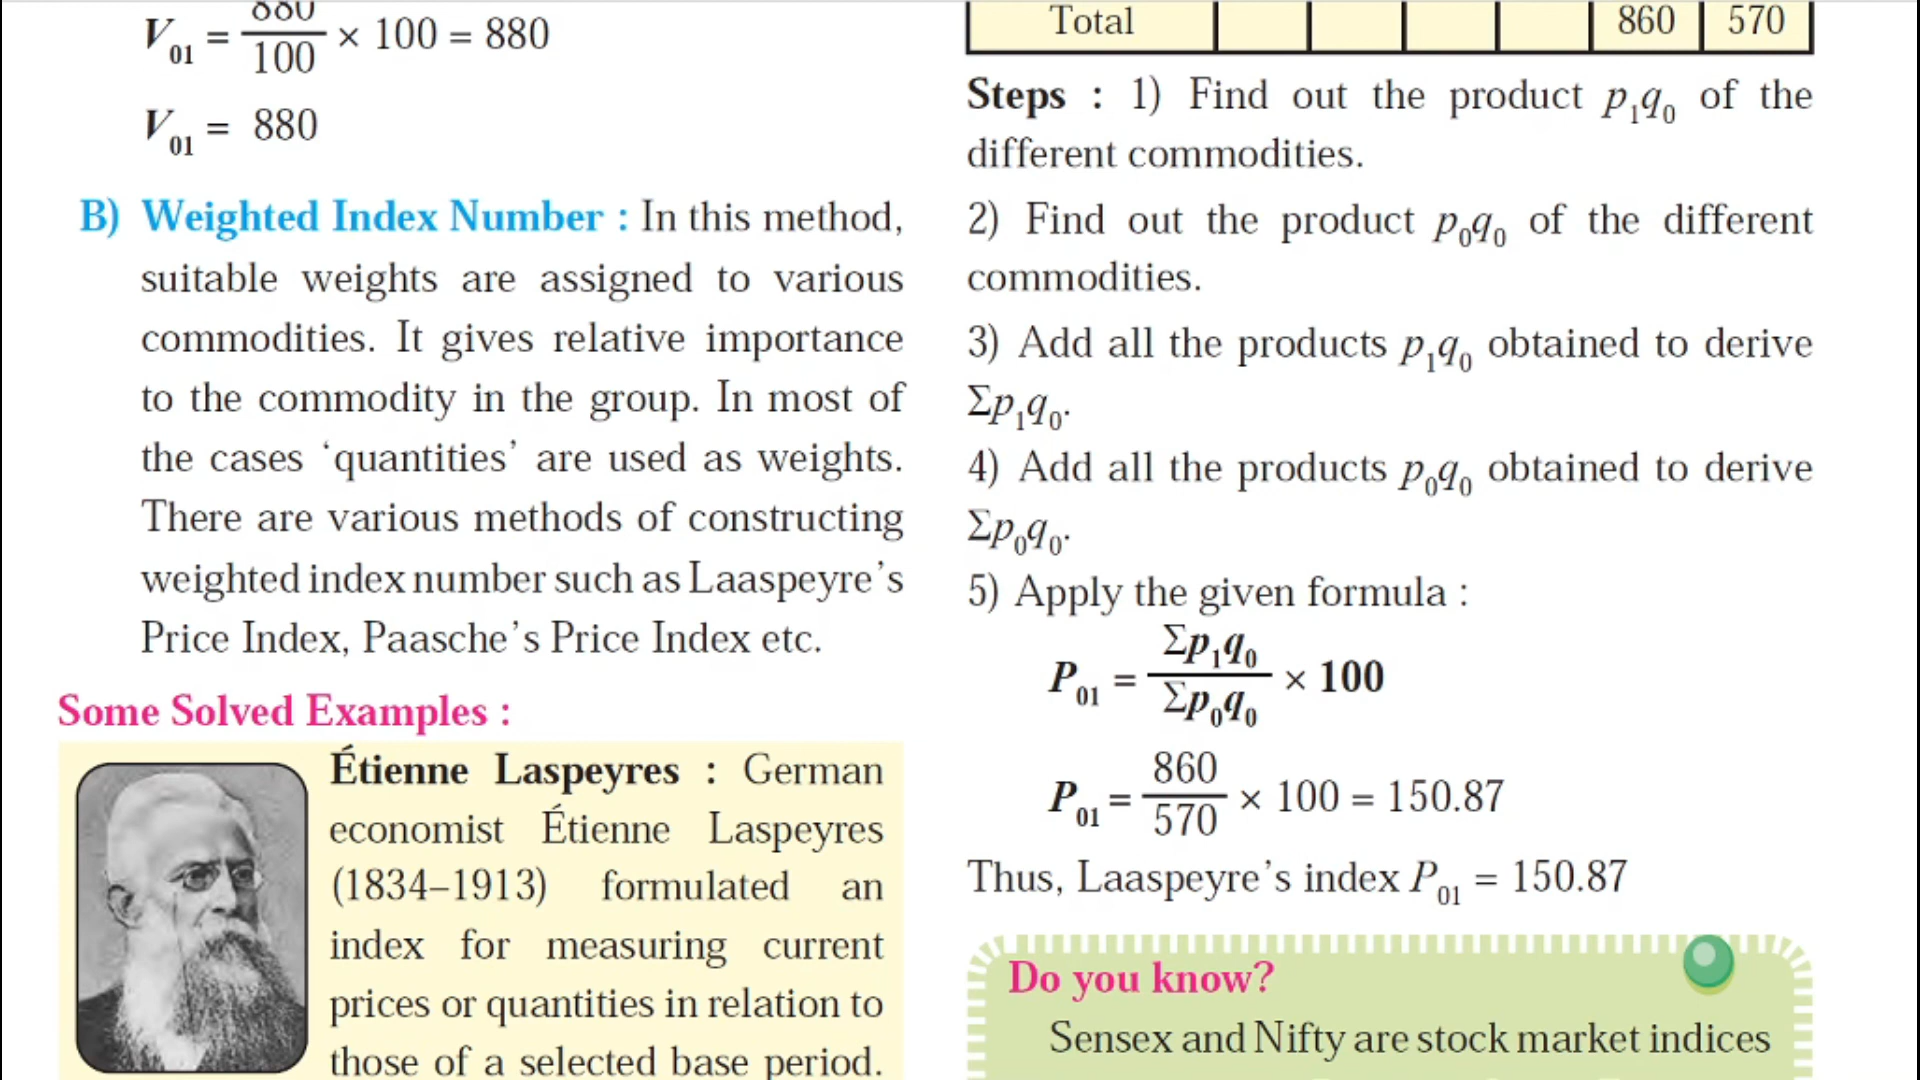 V01 = 880/100 × 100 = 880
V01 = 880
B) Weighted Index Number : In this method,
suitable weights are assigned to various
commodities. It gives relative importance
to the commodity in the group. In most of
the cases ‘quantities’ are used as weights.
There are various methods of constructing
weighted index number such as Laaspeyre’s
Price Index, Paasche’s Price Index etc.
Some Solved Examples :
Étienne Laspeyres : German
economist Étienne Laspeyres
(1834–1913) formulated an
index for measuring current
prices or quantities in relation to
those of a selected base period.
Total 860 570
Steps : 1) Find out the product p1q0 of the
different commodities.
2) Find out the product p0q0 of the different
commodities.
3) Add all the products p1q0 obtained to derive
Σp1q0.
4) Add all the products p0q0 obtained to derive
Σp0q0.
5) Apply the given formula :
P01 = Σp1q0/Σp0q0 × 100
P01 = 860/570 × 100 = 150.87
Thus, Laaspeyre’s index P01 = 150.87
Do you know?
Sensex and Nifty are stock market indices